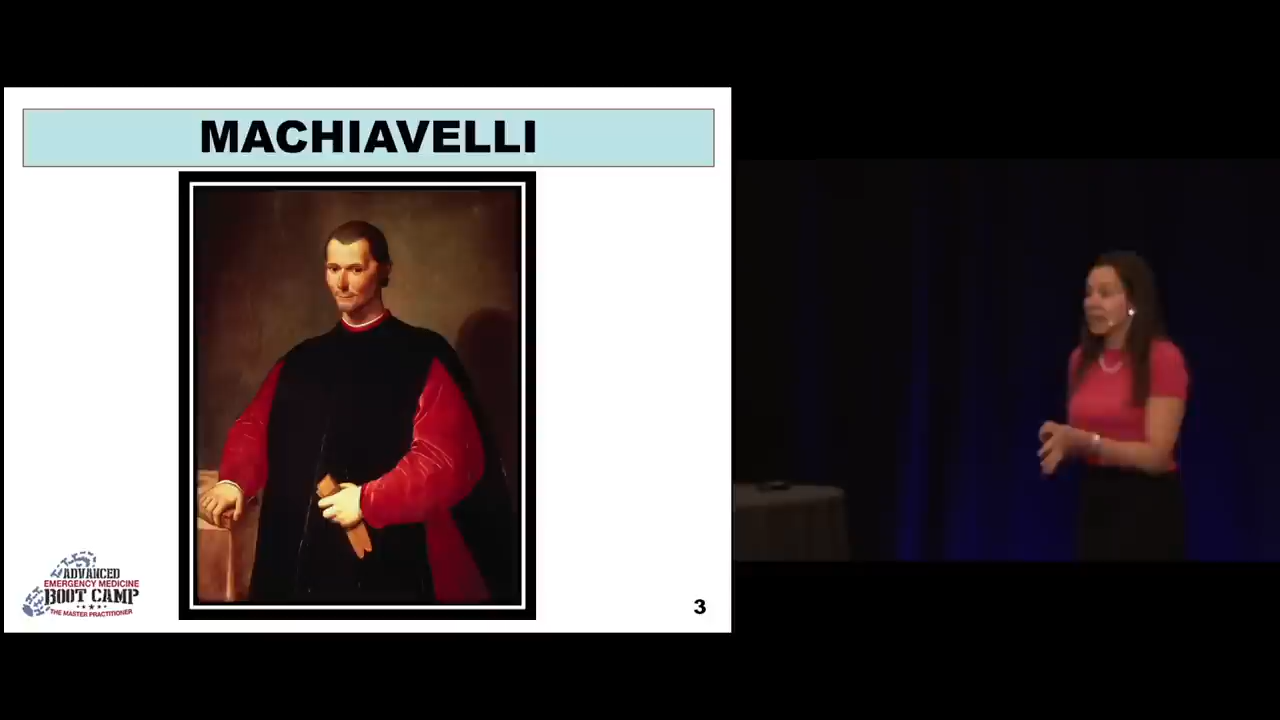 MACHIAVELLI
ADVANCED
EMERGENCY MEDICINE
BOOT CAMP
THE MASTER PRACTITIONER
3